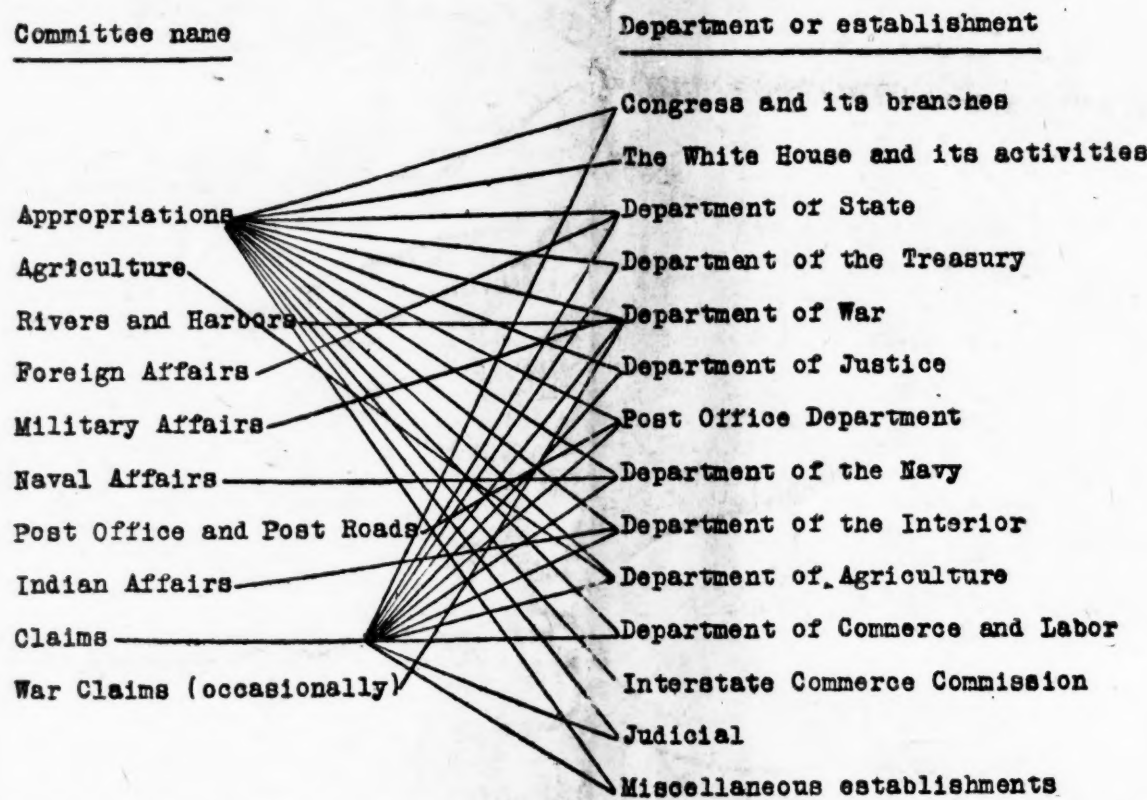 Committee name
Department or establishment
Appropriations
Agriculture
Rivers and Harbors
Foreign Affairs
Military Affairs
Naval Affairs
Post Office and Post Roads
Indian Affairs
Claims
War Claims (occasionally)
Congress and its branches
The White House and its activities
Department of State
Department of the Treasury
Department of War
Department of Justice
Post Office Department
Department of the Navy
Department of the Interior
Department of Agriculture
Department of Commerce and Labor
Interstate Commerce Commission
Judicial
Miscellaneous establishments